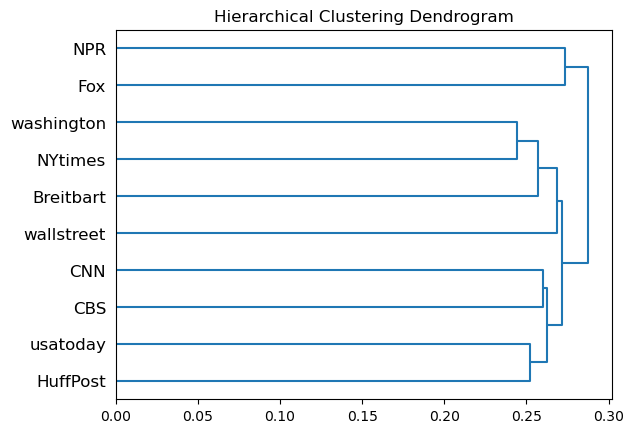 Hierarchical Clustering Dendrogram
NPR
Fox
washington
NYtimes
Breitbart
wallstreet
CNN
CBS
usatoday
HuffPost
0.00 0.05 0.10 0.15 0.20 0.25 0.30